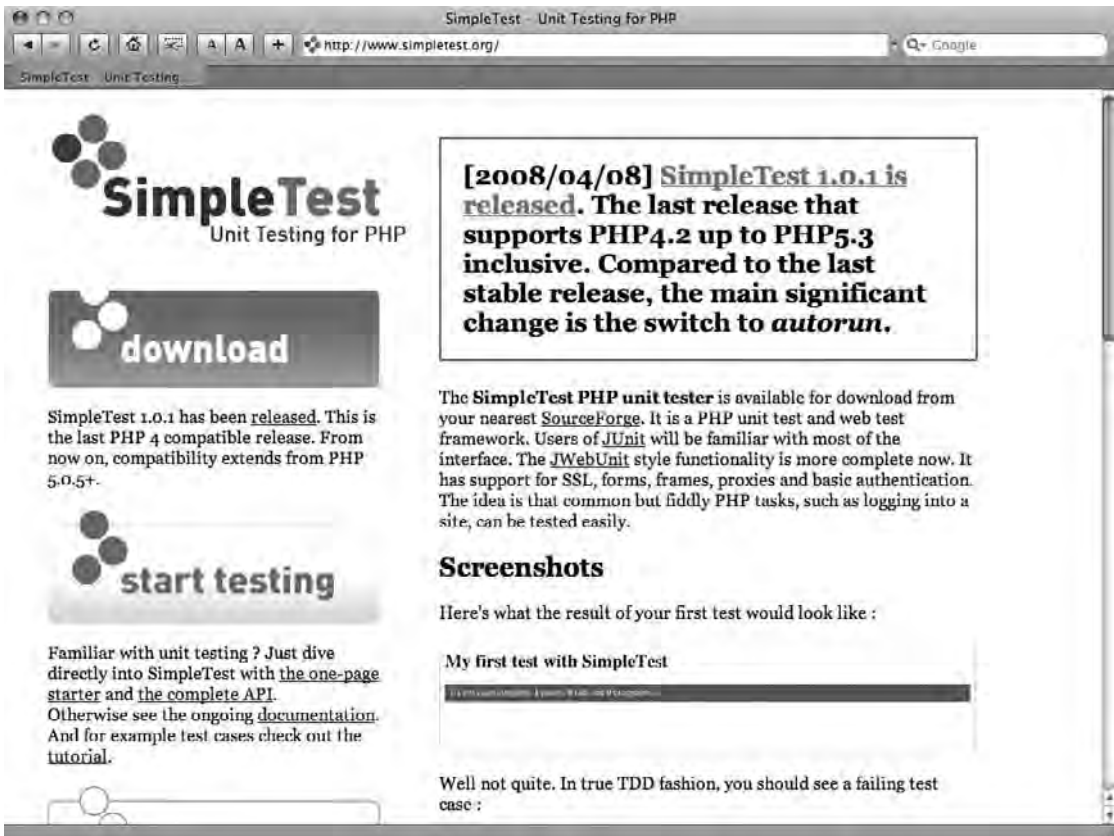 SimpleTest - Unit Testing for PHP
A A + http://www.simpletest.org/ Google
SimpleTest - Unit Testing ...
SimpleTest
Unit Testing for PHP
download
SimpleTest 1.0.1 has been released. This is
the last PHP 4 compatible release. From
now on, compatibility extends from PHP
5.0.5+.
start testing
Familiar with unit testing ? Just dive
directly into SimpleTest with the one-page
starter and the complete API.
Otherwise see the ongoing documentation.
And for example test cases check out the
tutorial.
[2008/04/08] SimpleTest 1.0.1 is
released. The last release that
supports PHP4.2 up to PHP5.3
inclusive. Compared to the last
stable release, the main significant
change is the switch to autorun.
The SimpleTest PHP unit tester is available for download from
your nearest SourceForge. It is a PHP unit test and web test
framework. Users of JUnit will be familiar with most of the
interface. The JWebUnit style functionality is more complete now. It
has support for SSL, forms, frames, proxies and basic authentication.
The idea is that common but fiddly PHP tasks, such as logging into a
site, can be tested easily.
Screenshots
Here's what the result of your first test would look like :
My first test with SimpleTest
Well not quite. In true TDD fashion, you should see a failing test
case :